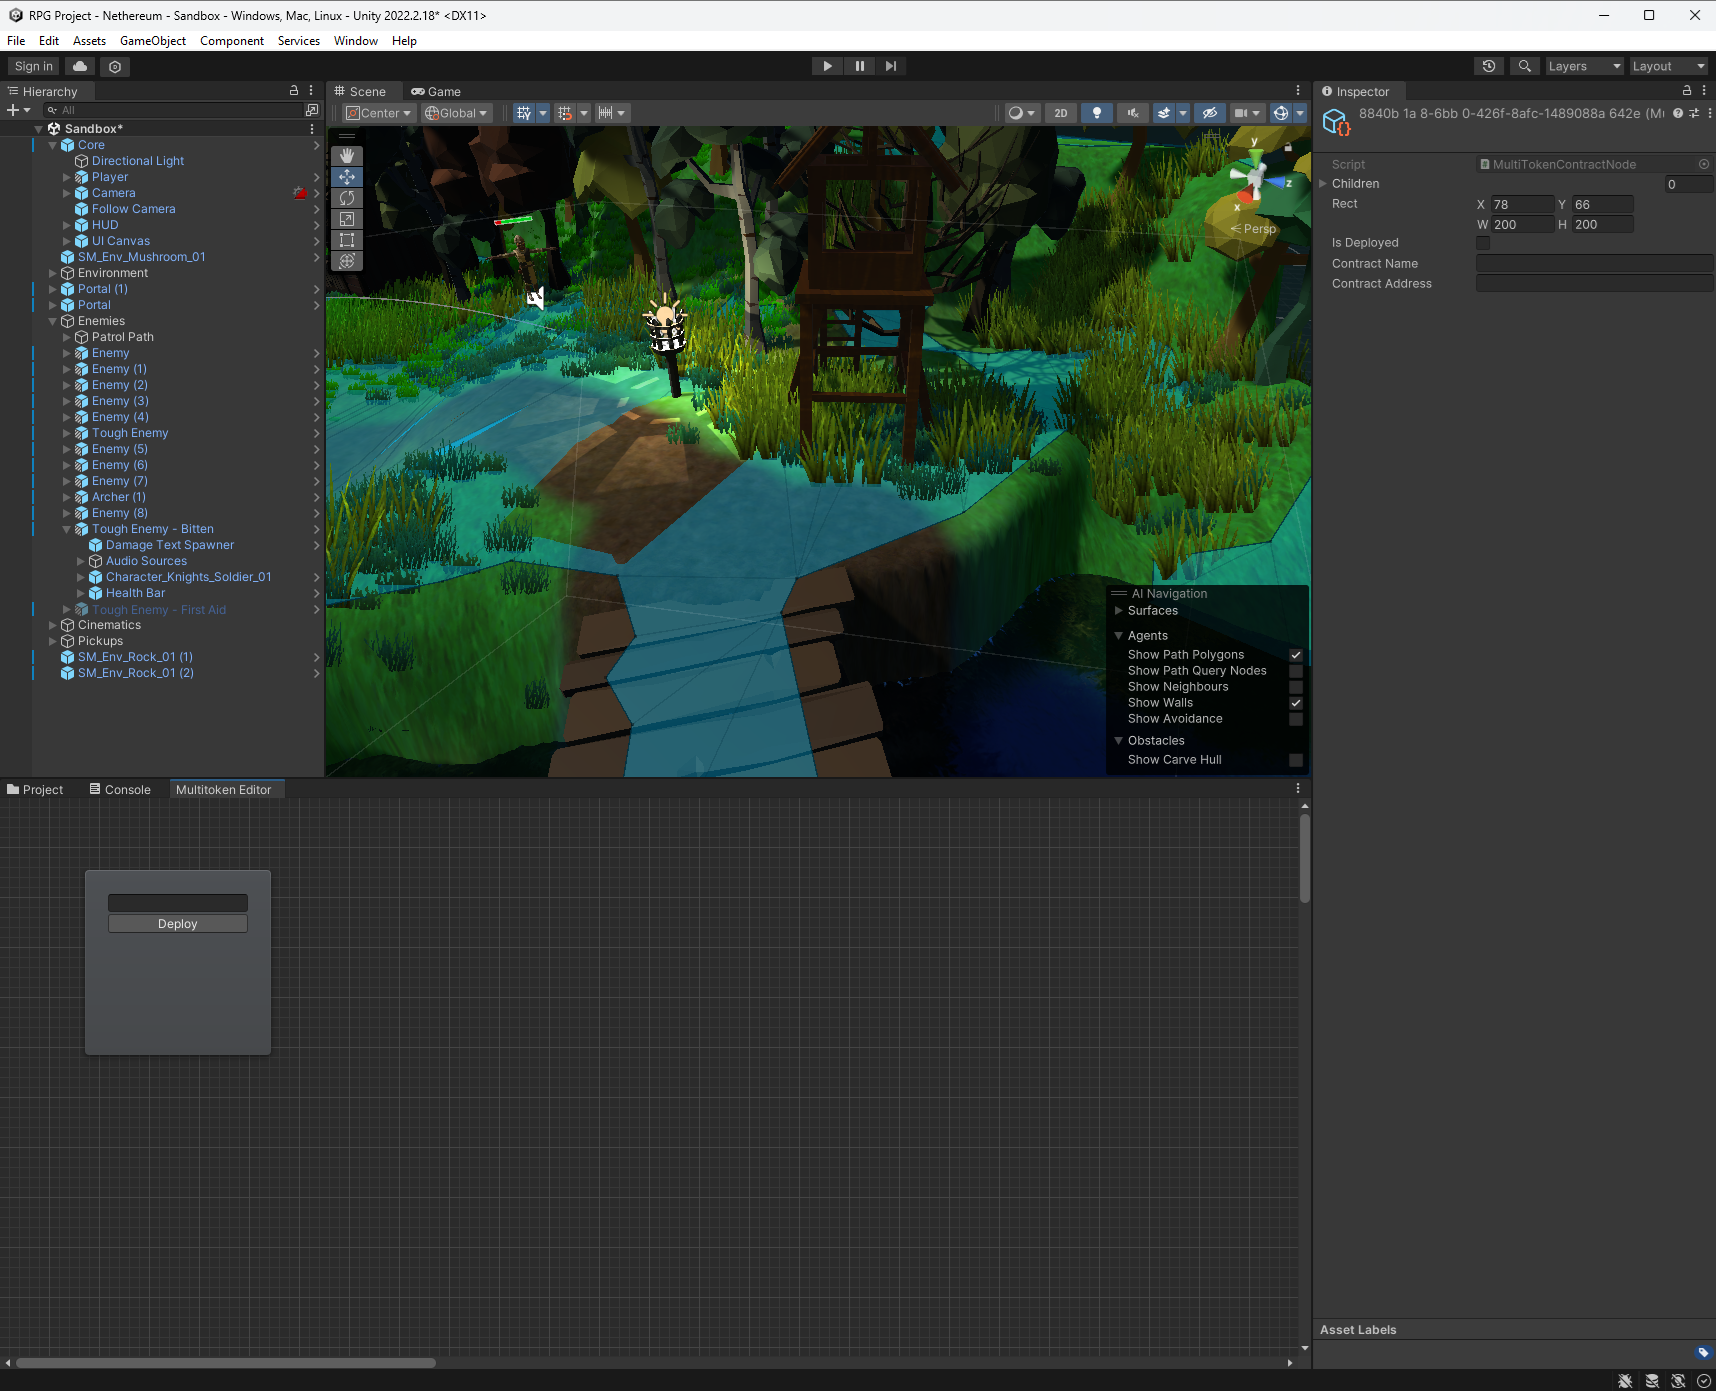 RPG Project - Nethereum - Sandbox - Windows, Mac, Linux - Unity 2022.2.18* <DX11>
File Edit Assets GameObject Component Services Window Help
Sign in
Layers
Layout
Hierarchy
All
Sandbox*
Core
Directional Light
Player
Camera
Follow Camera
HUD
UI Canvas
SM_Env_Mushroom_01
Environment
Portal (1)
Portal
Enemies
Patrol Path
Enemy
Enemy (1)
Enemy (2)
Enemy (3)
Enemy (4)
Tough Enemy
Enemy (5)
Enemy (6)
Enemy (7)
Archer (1)
Enemy (8)
Tough Enemy - Bitten
Damage Text Spawner
Audio Sources
Character_Knights_Soldier_01
Health Bar
Tough Enemy - First Aid
Cinematics
Pickups
SM_Env_Rock_01 (1)
SM_Env_Rock_01 (2)
Scene Game
Center Global 2D
y
z
x
Persp
AI Navigation
Surfaces
Agents
Show Path Polygons
Show Path Query Nodes
Show Neighbours
Show Walls
Show Avoidance
Obstacles
Show Carve Hull
Inspector
8840b 1a 8-6bb 0-426f-8afc-1489088a 642e (Mu
Script MultiTokenContractNode
Children 0
Rect X 78 Y 66
W 200 H 200
Is Deployed
Contract Name
Contract Address
Asset Labels
Project Console Multitoken Editor
Deploy